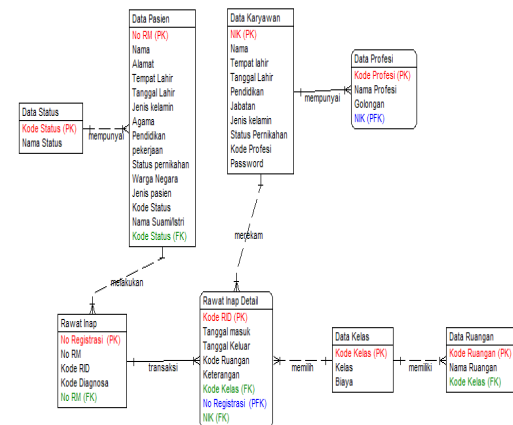 Data Pasien
No RM (PK)
Nama
Alamat
Tempat Lahir
Tanggal Lahir
Jenis kelamin
Agama
Pendidikan
pekerjaan
Status pernikahan
Warga Negara
Jenis pasien
Kode Status
Nama Suami/Istri
Kode Status (FK)
Data Karyawan
NIK (PK)
Nama
Tempat lahir
Tanggal Lahir
Pendidikan
Jabatan
Jenis kelamin
Status Pernikahan
Kode Profesi
Password
Data Profesi
Kode Profesi (PK)
Nama Profesi
Golongan
NIK (PFK)
mempunyai
Data Status
Kode Status (PK)
Nama Status
mempunyai
melakukan
merekam
Rawat Inap
No Registrasi (PK)
No RM
Kode RID
Kode Diagnosa
No RM (FK)
transaksi
Rawat Inap Detail
Kode RID (PK)
Tanggal masuk
Tanggal Keluar
Kode Ruangan
Keterangan
Kode Kelas (FK)
No Registrasi (PFK)
NIK (FK)
memilih
Data Kelas
Kode Kelas (PK)
Kelas
Biaya
memiliki
Data Ruangan
Kode Ruangan (PK)
Nama Ruangan
Kode Kelas (FK)